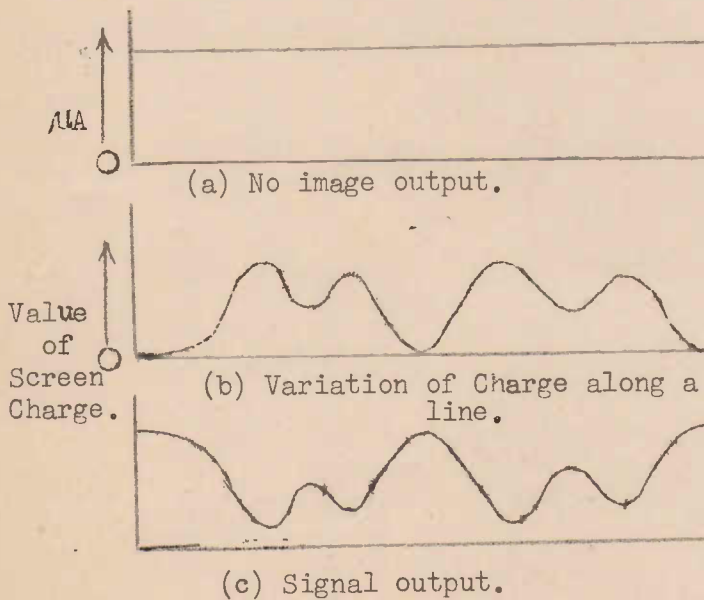 μA
O
(a) No image output.
Value
of
Screen
Charge.
O
(b) Variation of Charge along a
line.
(c) Signal output.